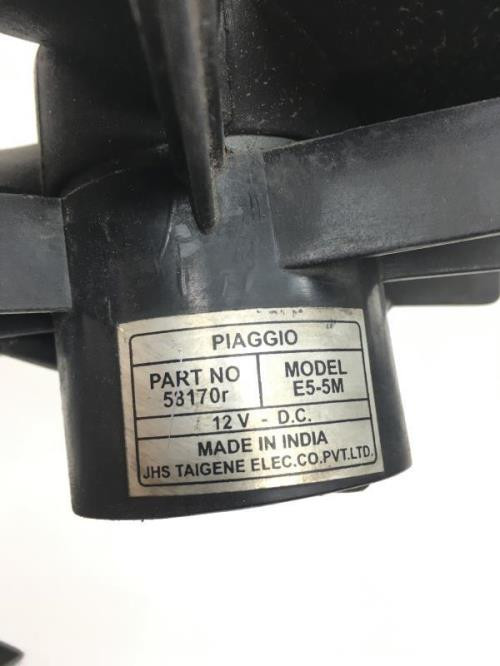 PIAGGIO
PART NO MODEL
58170r E5-5M
12 V - D.C.
MADE IN INDIA
JHS TAIGENE ELEC.CO.PVT.LTD.